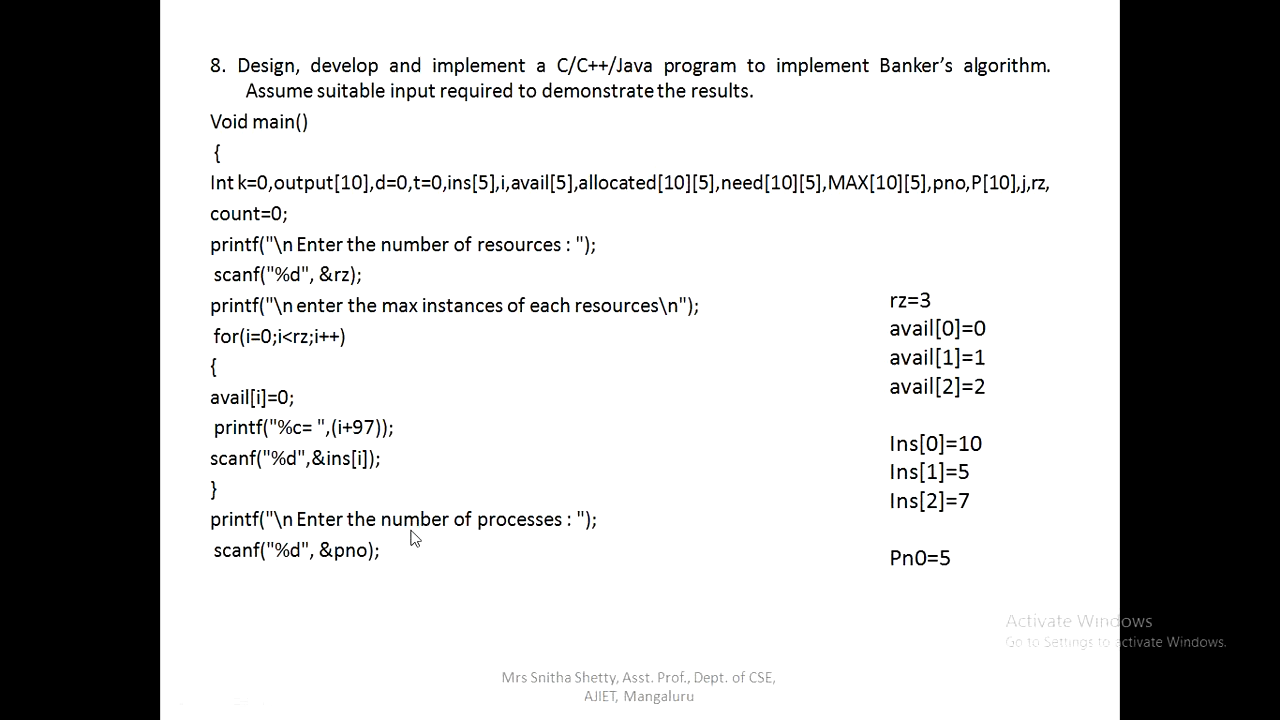 8. Design, develop and implement a C/C++/Java program to implement Banker’s algorithm.
Assume suitable input required to demonstrate the results.
Void main()
{
Int k=0,output[10],d=0,t=0,ins[5],i,avail[5],allocated[10][5],need[10][5],MAX[10][5],pno,P[10],j,rz,
count=0;
printf("\n Enter the number of resources : ");
scanf("%d", &rz);
printf("\n enter the max instances of each resources\n");
for(i=0;i<rz;i++)
{
avail[i]=0;
printf("%c= ",(i+97));
scanf("%d",&ins[i]);
}
printf("\n Enter the number of processes : ");
scanf("%d", &pno);
rz=3
avail[0]=0
avail[1]=1
avail[2]=2
Ins[0]=10
Ins[1]=5
Ins[2]=7
Pn0=5
Activate Windows
Go to Settings to activate Windows.
Mrs Snitha Shetty, Asst. Prof., Dept. of CSE,
AJIET, Mangaluru